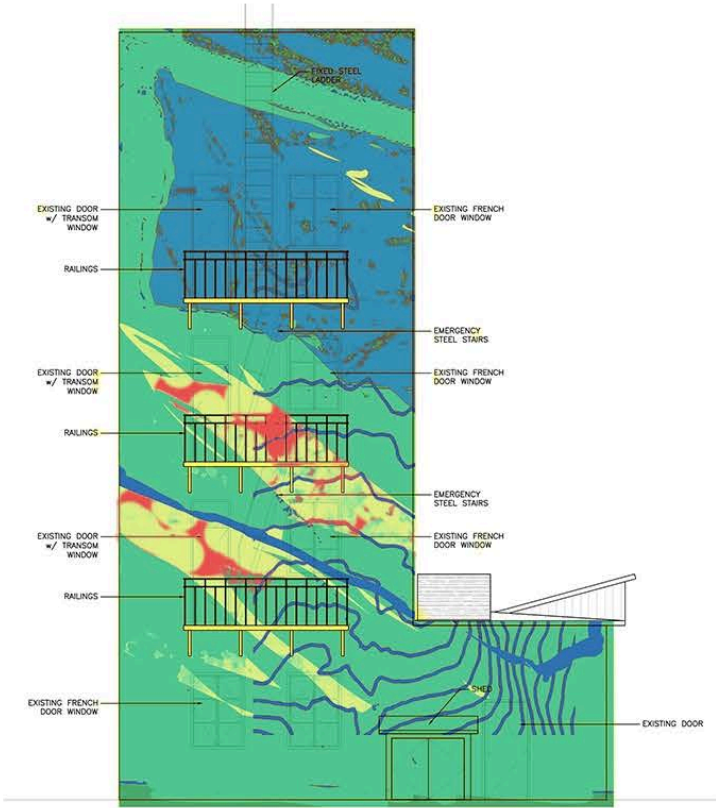 FIXED STEEL
LADDER
EXISTING DOOR
w/ TRANSOM
WINDOW
EXISTING FRENCH
DOOR WINDOW
RAILINGS
EMERGENCY
STEEL STAIRS
EXISTING DOOR
w/ TRANSOM
WINDOW
EXISTING FRENCH
DOOR WINDOW
RAILINGS
EMERGENCY
STEEL STAIRS
EXISTING DOOR
w/ TRANSOM
WINDOW
EXISTING FRENCH
DOOR WINDOW
RAILINGS
EXISTING FRENCH
DOOR WINDOW
SHED
EXISTING DOOR